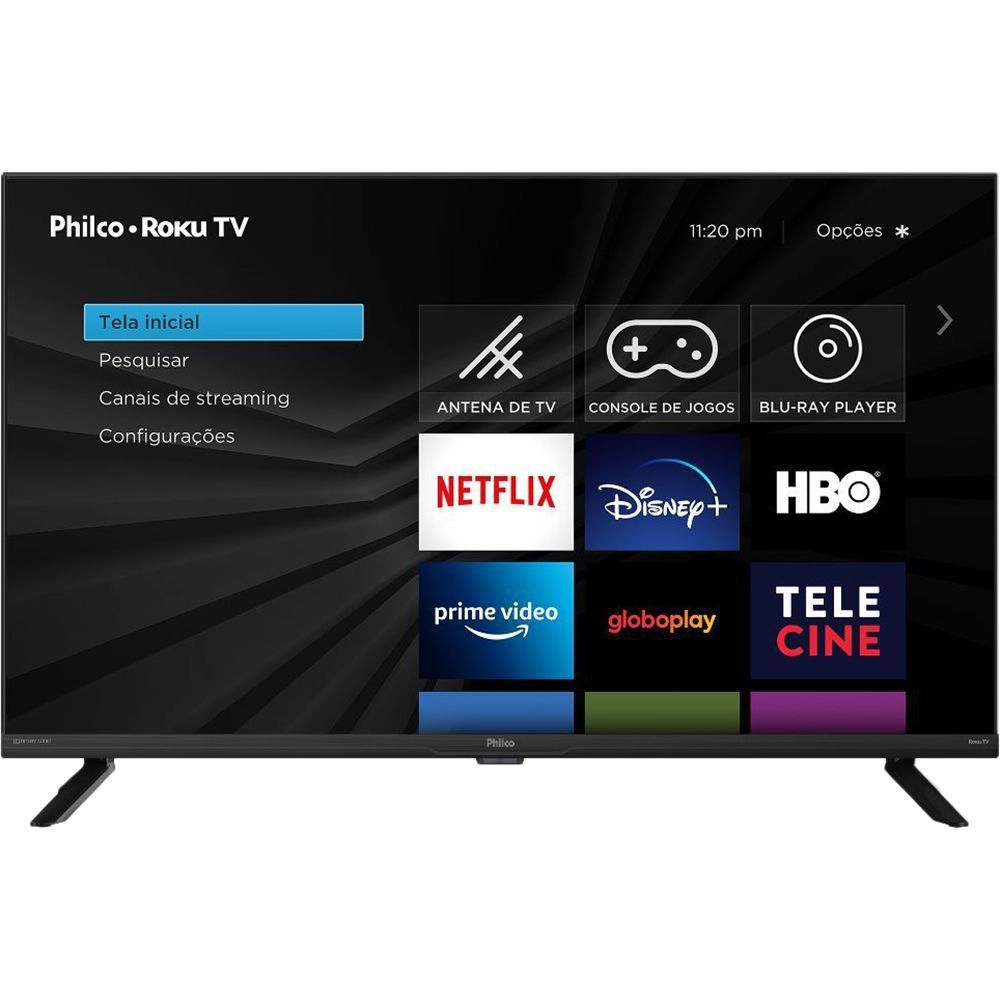 Philco • Roku TV
11:20 pm
Opções *
Tela inicial
Pesquisar
Canais de streaming
Configurações
ANTENA DE TV
CONSOLE DE JOGOS
BLU-RAY PLAYER
NETFLIX
Disney+
HBO®
prime video
globoplay
TELE
CINE
Philco
Roku TV